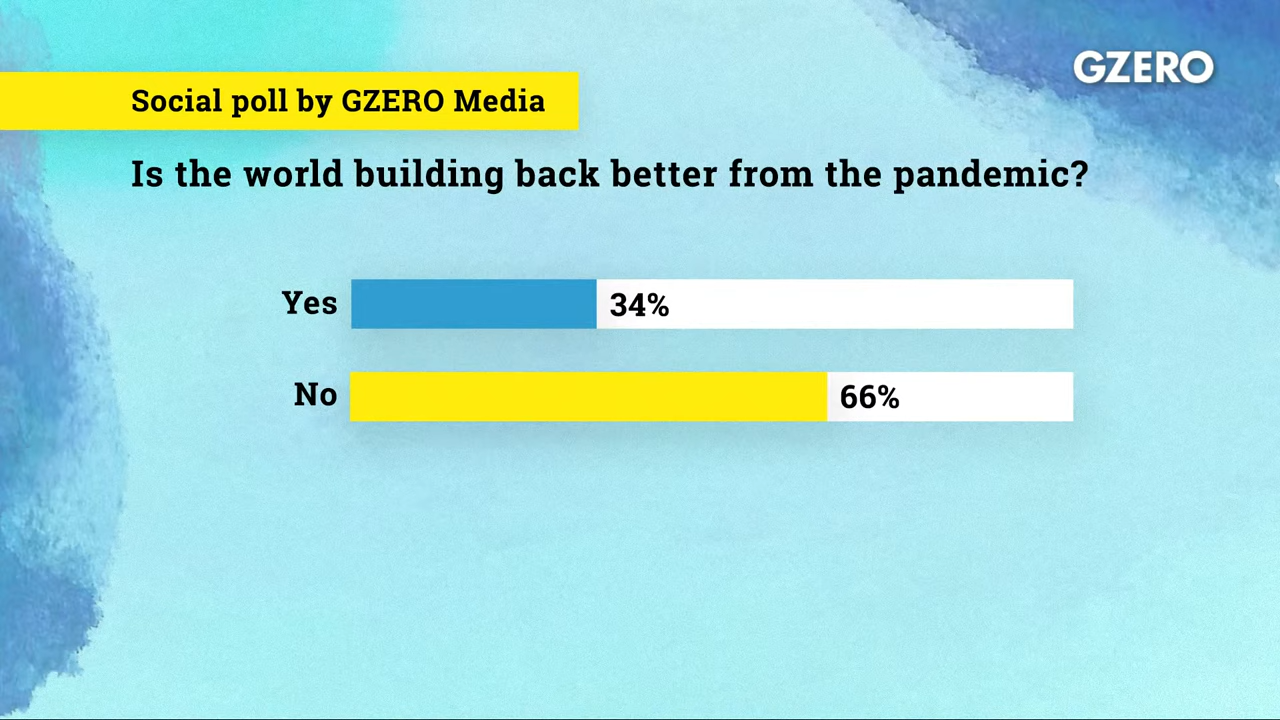 GZERO
Social poll by GZERO Media
Is the world building back better from the pandemic?
Yes 34%
No 66%